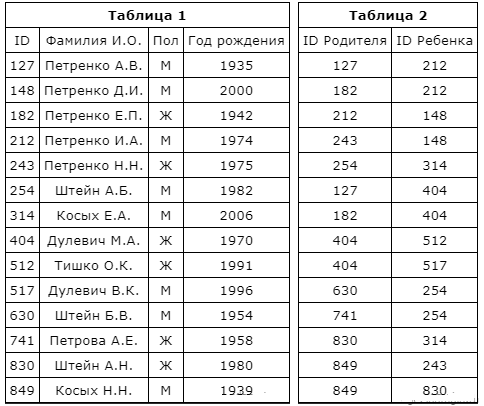 Таблица 1 Таблица 2
ID Фамилия И.О. Пол Год рождения ID Родителя ID Ребенка
127 Петренко А.В. М 1935 127 212
148 Петренко Д.И. М 2000 182 212
182 Петренко Е.П. Ж 1942 212 148
212 Петренко И.А. М 1974 243 148
243 Петренко Н.Н. Ж 1975 254 314
254 Штейн А.Б. М 1982 127 404
314 Косых Е.А. М 2006 182 404
404 Дулевич М.А. Ж 1970 404 512
512 Тишко О.К. Ж 1991 404 517
517 Дулевич В.К. М 1996 630 254
630 Штейн Б.В. М 1954 741 254
741 Петрова А.Е. Ж 1958 830 314
830 Штейн А.Н. Ж 1980 849 243
849 Косых Н.Н. М 1939 849 830